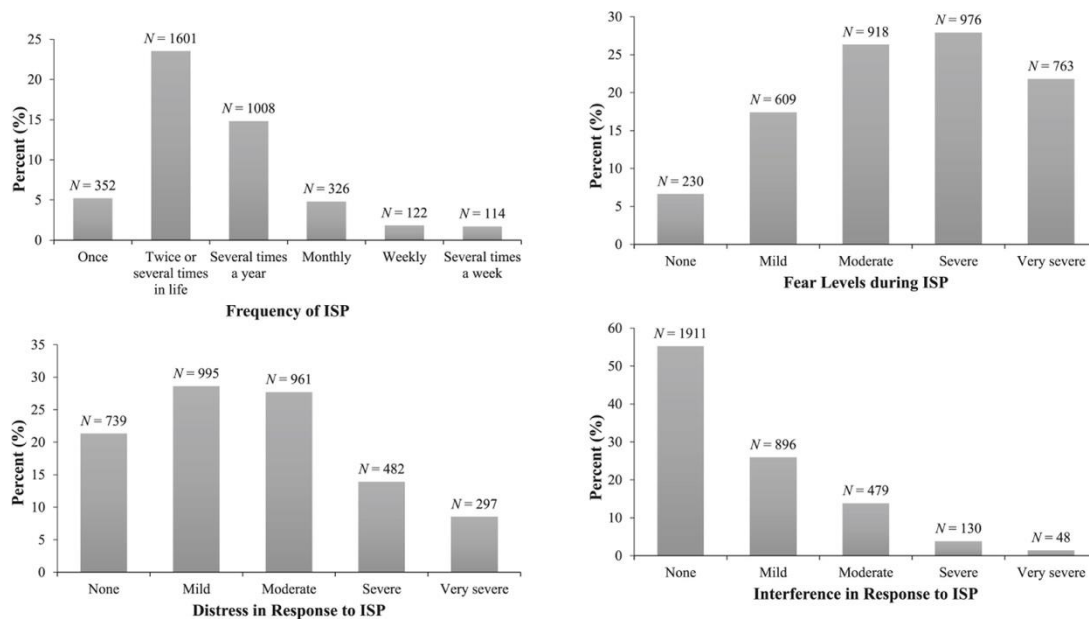 Percent (%)
25
20
15
10
5
0
N = 352
N = 1601
N = 1008
N = 326
N = 122
N = 114
Once
Twice or
several times
in life
Several times
a year
Monthly
Weekly
Several times
a week
Frequency of ISP
Percent (%)
30
25
20
15
10
5
0
N = 230
N = 609
N = 918
N = 976
N = 763
None
Mild
Moderate
Severe
Very severe
Fear Levels during ISP
Percent (%)
35
30
25
20
15
10
5
0
N = 739
N = 995
N = 961
N = 482
N = 297
None
Mild
Moderate
Severe
Very severe
Distress in Response to ISP
Percent (%)
60
50
40
30
20
10
0
N = 1911
N = 896
N = 479
N = 130
N = 48
None
Mild
Moderate
Severe
Very severe
Interference in Response to ISP